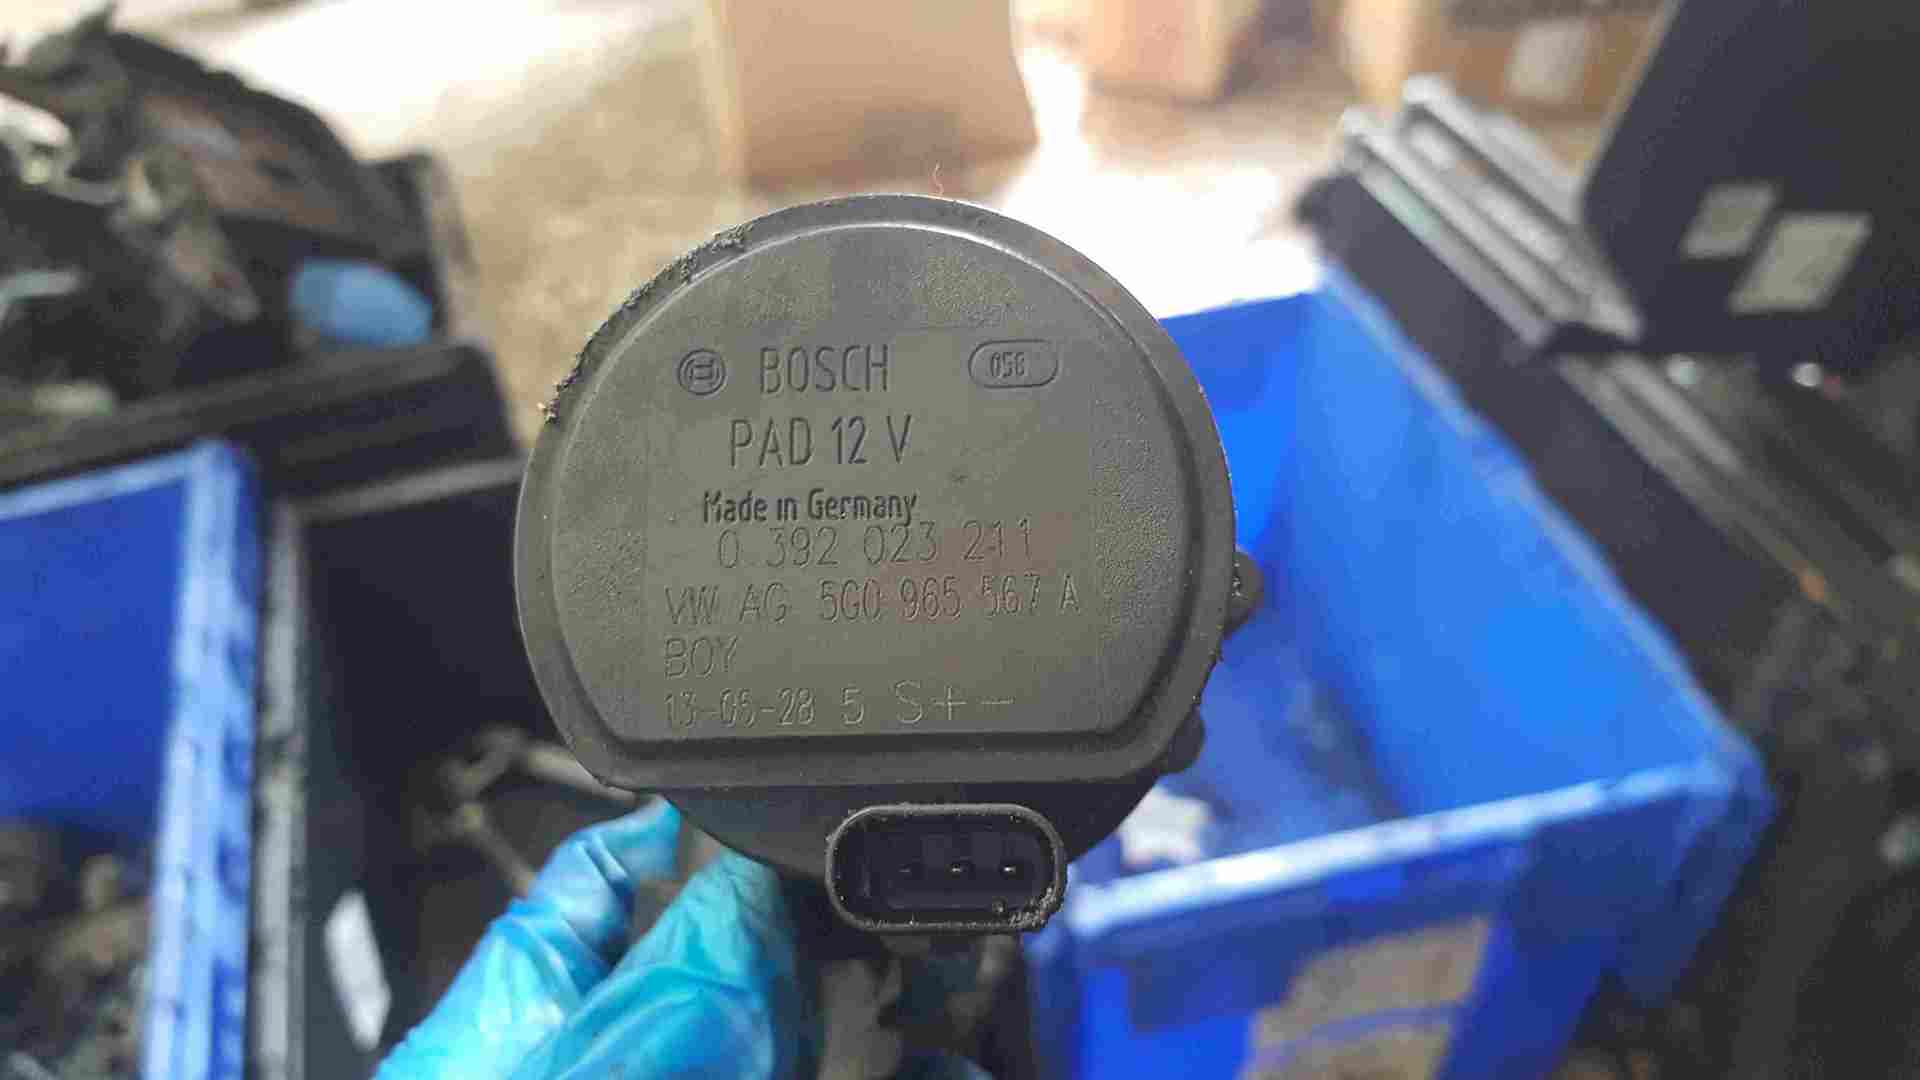 BOSCH 058
PAD 12 V
Made in Germany
0 392 023 211
VW AG 5G0 965 567 A
BOY
13-05-28 5 S+-